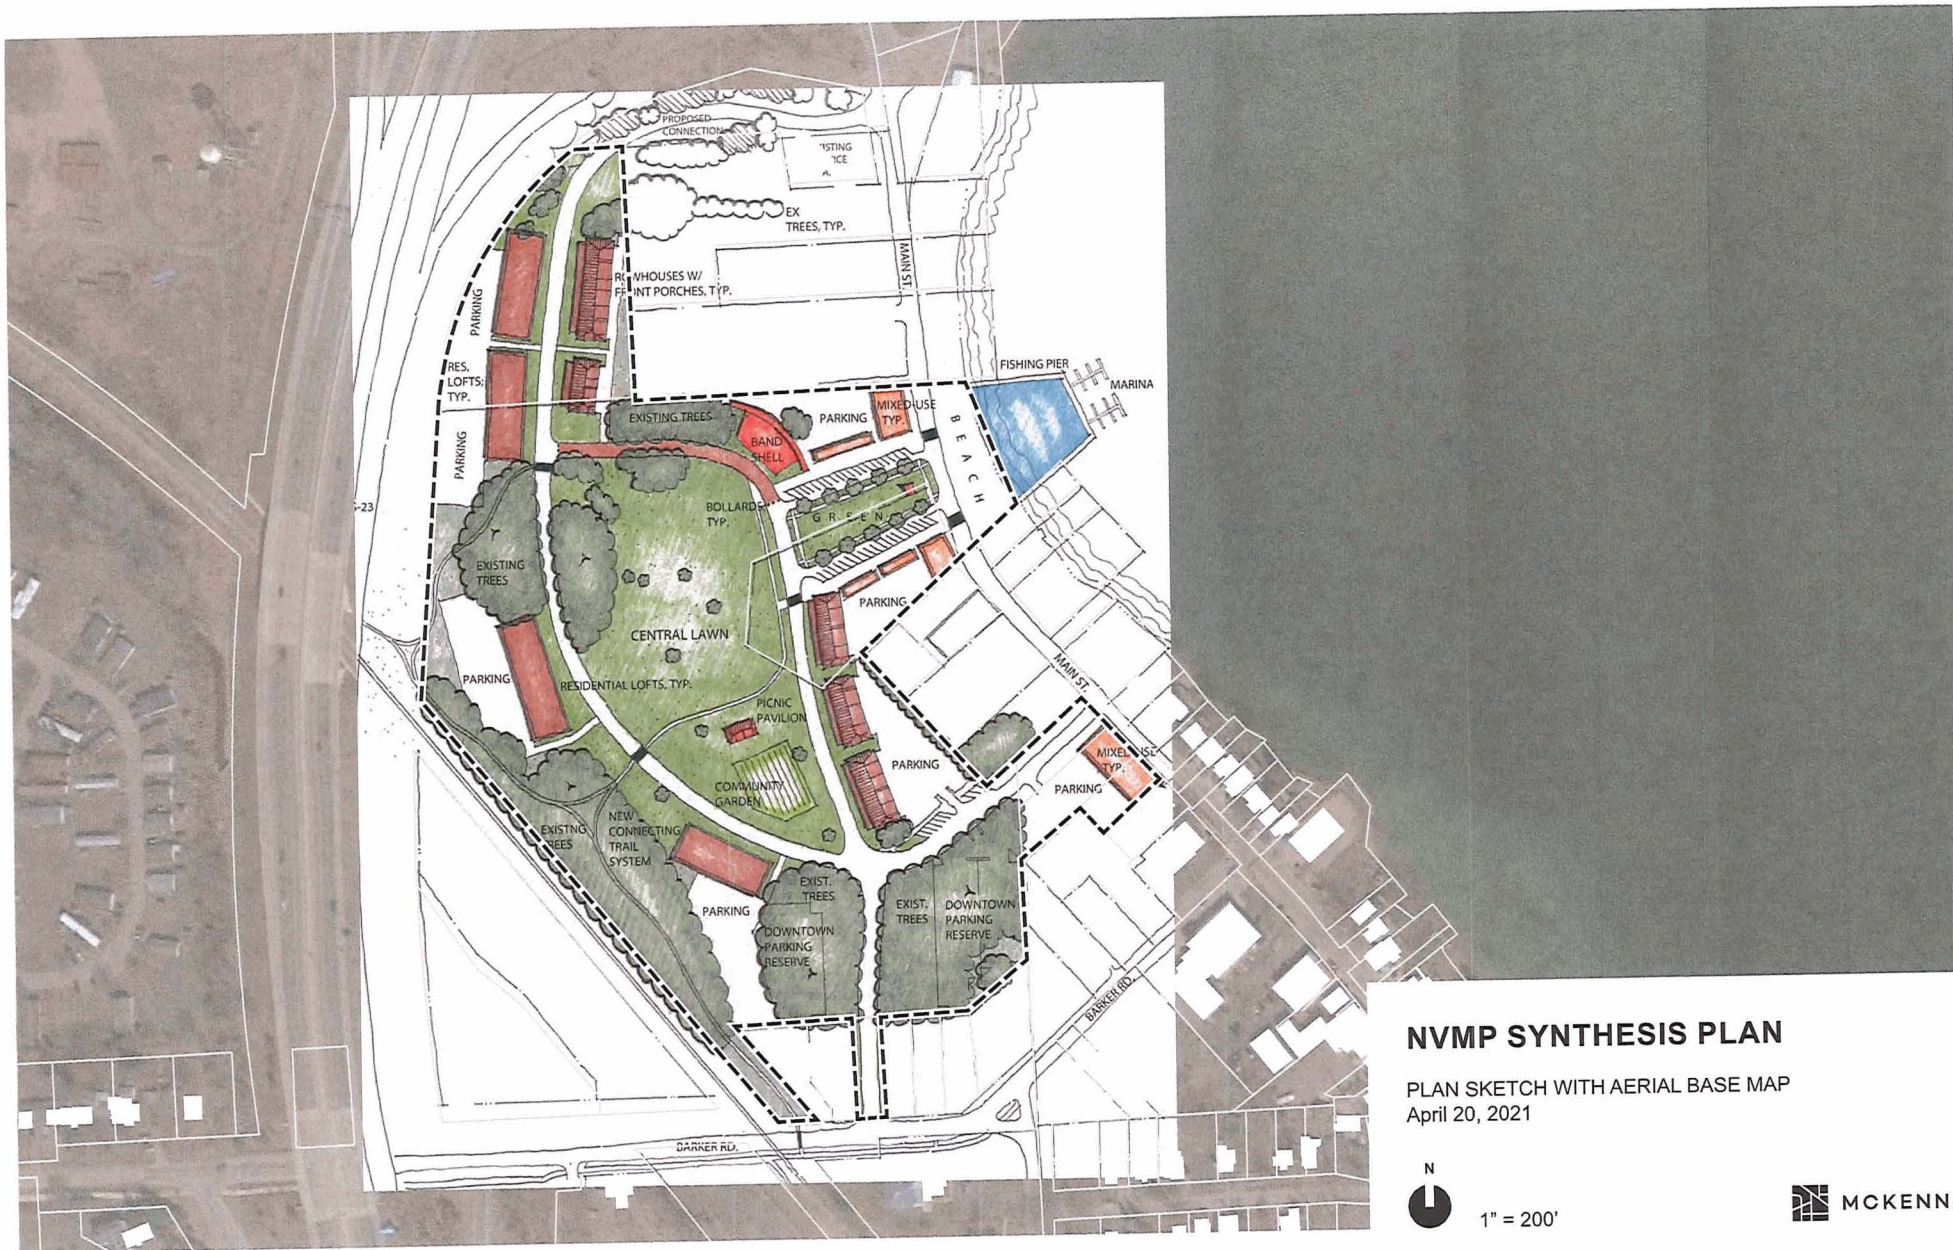 PROPOSED
CONNECTION
EX
TREES, TYP.
MAIN ST.
ROWHOUSES W/
FRONT PORCHES, TYP.
PARKING
RES.
LOFTS;
TYP.
PARKING
FISHING PIER
MARINA
EXISTING TREES
PARKING
MIXED-USE
TYP.
BAND
SHELL
BEACH
BOLLARDS
TYP.
GREEN
-23
EXISTING
TREES
PARKING
CENTRAL LAWN
MAIN ST.
PARKING
RESIDENTIAL LOFTS, TYP.
PICNIC
PAVILION
PARKING
MIXED-USE
TYP.
PARKING
COMMUNITY
GARDEN
EXISTNG
TREES
NEW
CONNECTING
TRAIL
SYSTEM
EXIST.
TREES
PARKING
DOWNTOWN
PARKING
RESERVE
EXIST.
TREES
DOWNTOWN
PARKING
RESERVE
BARKER RD.
BARKER RD.
NVMP SYNTHESIS PLAN
PLAN SKETCH WITH AERIAL BASE MAP
April 20, 2021
N
1" = 200'
MCKENN